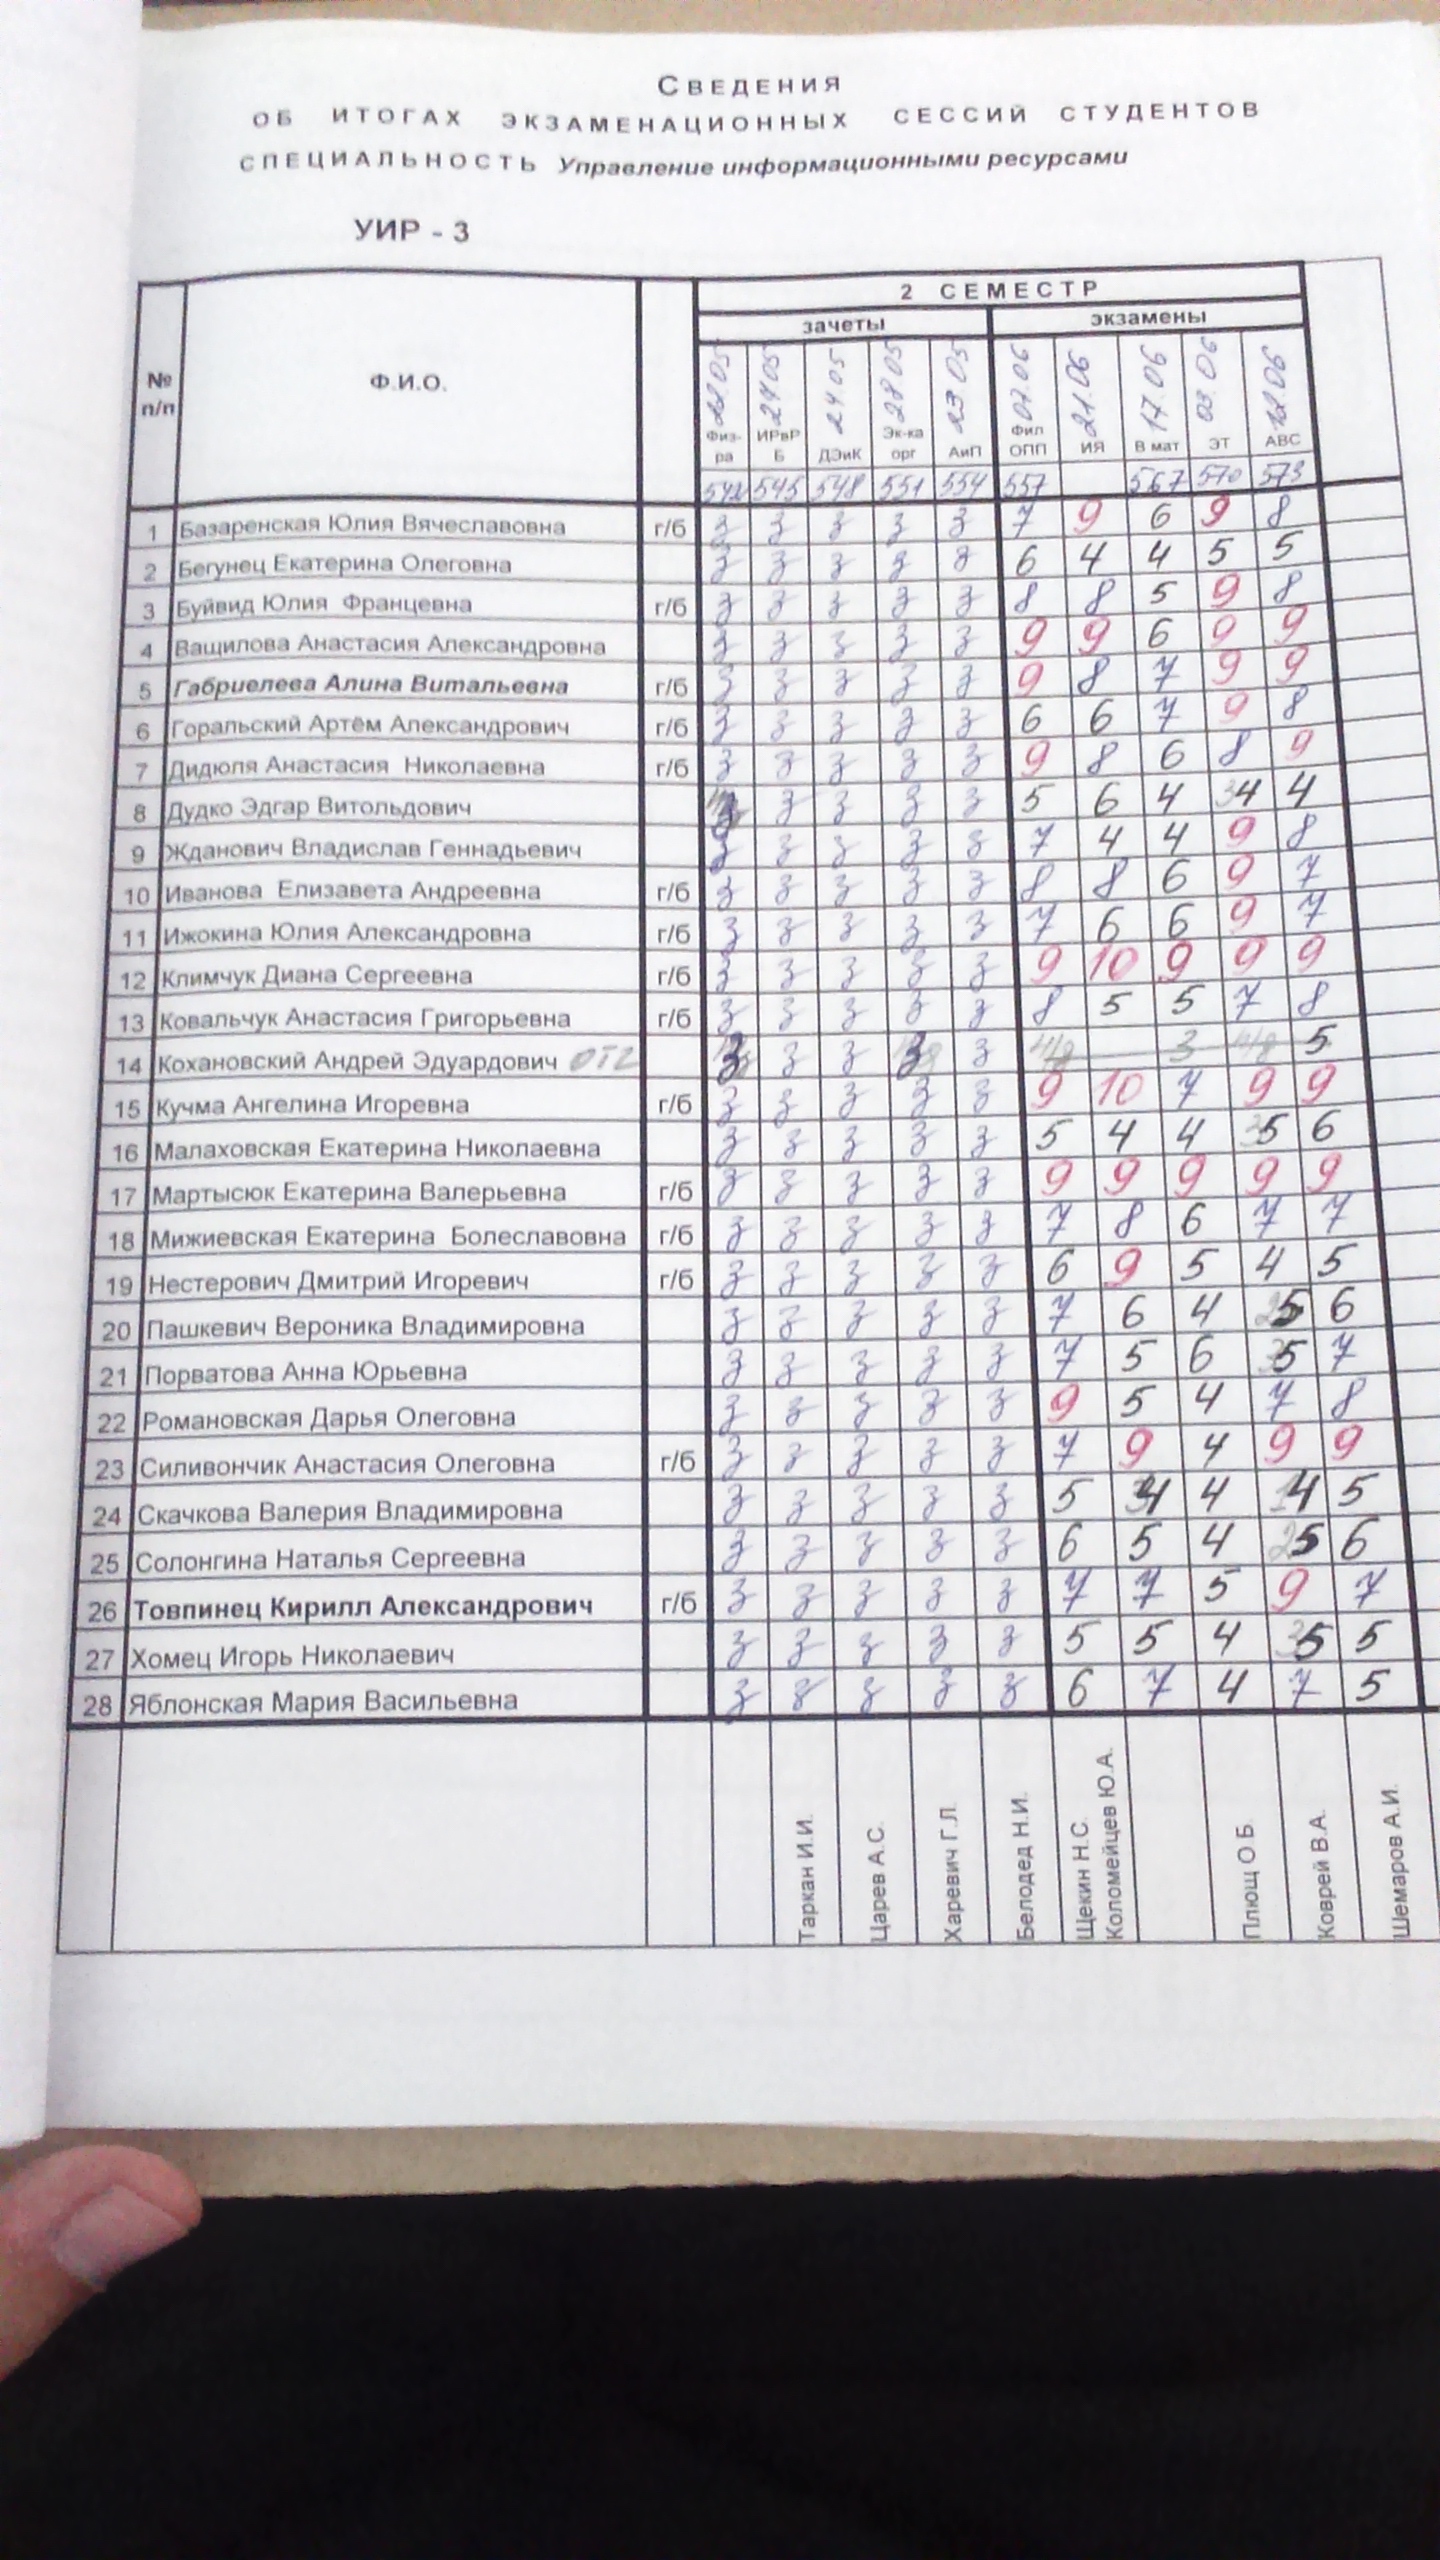 Сведения
об итогах экзаменационных сессий студентов
специальность Управление информационными ресурсами
УИР - 3
2 СЕМЕСТР
зачеты экзамены
№ п/п Ф.И.О. 22.05 24.05 24.05 28.05 23.05 07.06 21.06 17.06 03.06 12.06
Физ-ра ИРвРБ ДЭиК Эк-ка орг АиП Фил ОПП ИЯ В мат ЭТ АВС
542 545 548 551 554 557 567 570 573
1 Базаренская Юлия Вячеславовна г/б з з з з з 7 9 6 9 8
2 Бегунец Екатерина Олеговна з з з з з 6 4 4 5 5
3 Буйвид Юлия Францевна г/б з з з з з 8 8 5 9 8
4 Ващилова Анастасия Александровна з з з з з 9 9 6 9 9
5 Габриелева Алина Витальевна г/б з з з з з 9 8 7 9 9
6 Горальский Артём Александрович г/б з з з з з 6 6 7 9 8
7 Дидюля Анастасия Николаевна г/б з з з з з 9 8 6 8 9
8 Дудко Эдгар Витольдович з з з з з 5 6 4 3 4 4
9 Жданович Владислав Геннадьевич з з з з з 7 4 4 9 8
10 Иванова Елизавета Андреевна г/б з з з з з 8 8 6 9 7
11 Ижокина Юлия Александровна г/б з з з з з 7 6 6 9 7
12 Климчук Диана Сергеевна г/б з з з з з 9 10 9 9 9
13 Ковальчук Анастасия Григорьевна г/б з з з з з 8 5 5 7 8
14 Кохановский Андрей Эдуардович отч з з з з з н/я 3 н/я 5
15 Кучма Ангелина Игоревна г/б з з з з з 9 10 7 9 9
16 Малаховская Екатерина Николаевна з з з з з 5 4 4 3 5 6
17 Мартысюк Екатерина Валерьевна г/б з з з з з 9 9 9 9 9
18 Мижиевская Екатерина Болеславовна г/б з з з з з 7 8 6 7 7
19 Нестерович Дмитрий Игоревич г/б з з з з з 6 9 5 4 5
20 Пашкевич Вероника Владимировна з з з з з 7 6 4 2 5 6
21 Порватова Анна Юрьевна з з з з з 7 5 6 3 5 7
22 Романовская Дарья Олеговна з з з з з 9 5 4 7 8
23 Силивончик Анастасия Олеговна г/б з з з з з 7 9 4 9 9
24 Скачкова Валерия Владимировна з з з з з 5 3 4 4 4 5
25 Солонгина Наталья Сергеевна з з з з з 6 5 4 2 5 6
26 Товпинец Кирилл Александрович г/б з з з з з 7 7 5 9 7
27 Хомец Игорь Николаевич з з з з з 5 5 4 3 5 5
28 Яблонская Мария Васильевна з з з з з 6 7 4 7 5
Таркан И.И. Царев А.С. Харевич Г.Л. Белодед Н.И. Щекин Н.С. Коломейцев Ю.А. Плющ О Б. Коврей В.А. Шемаров А.И.